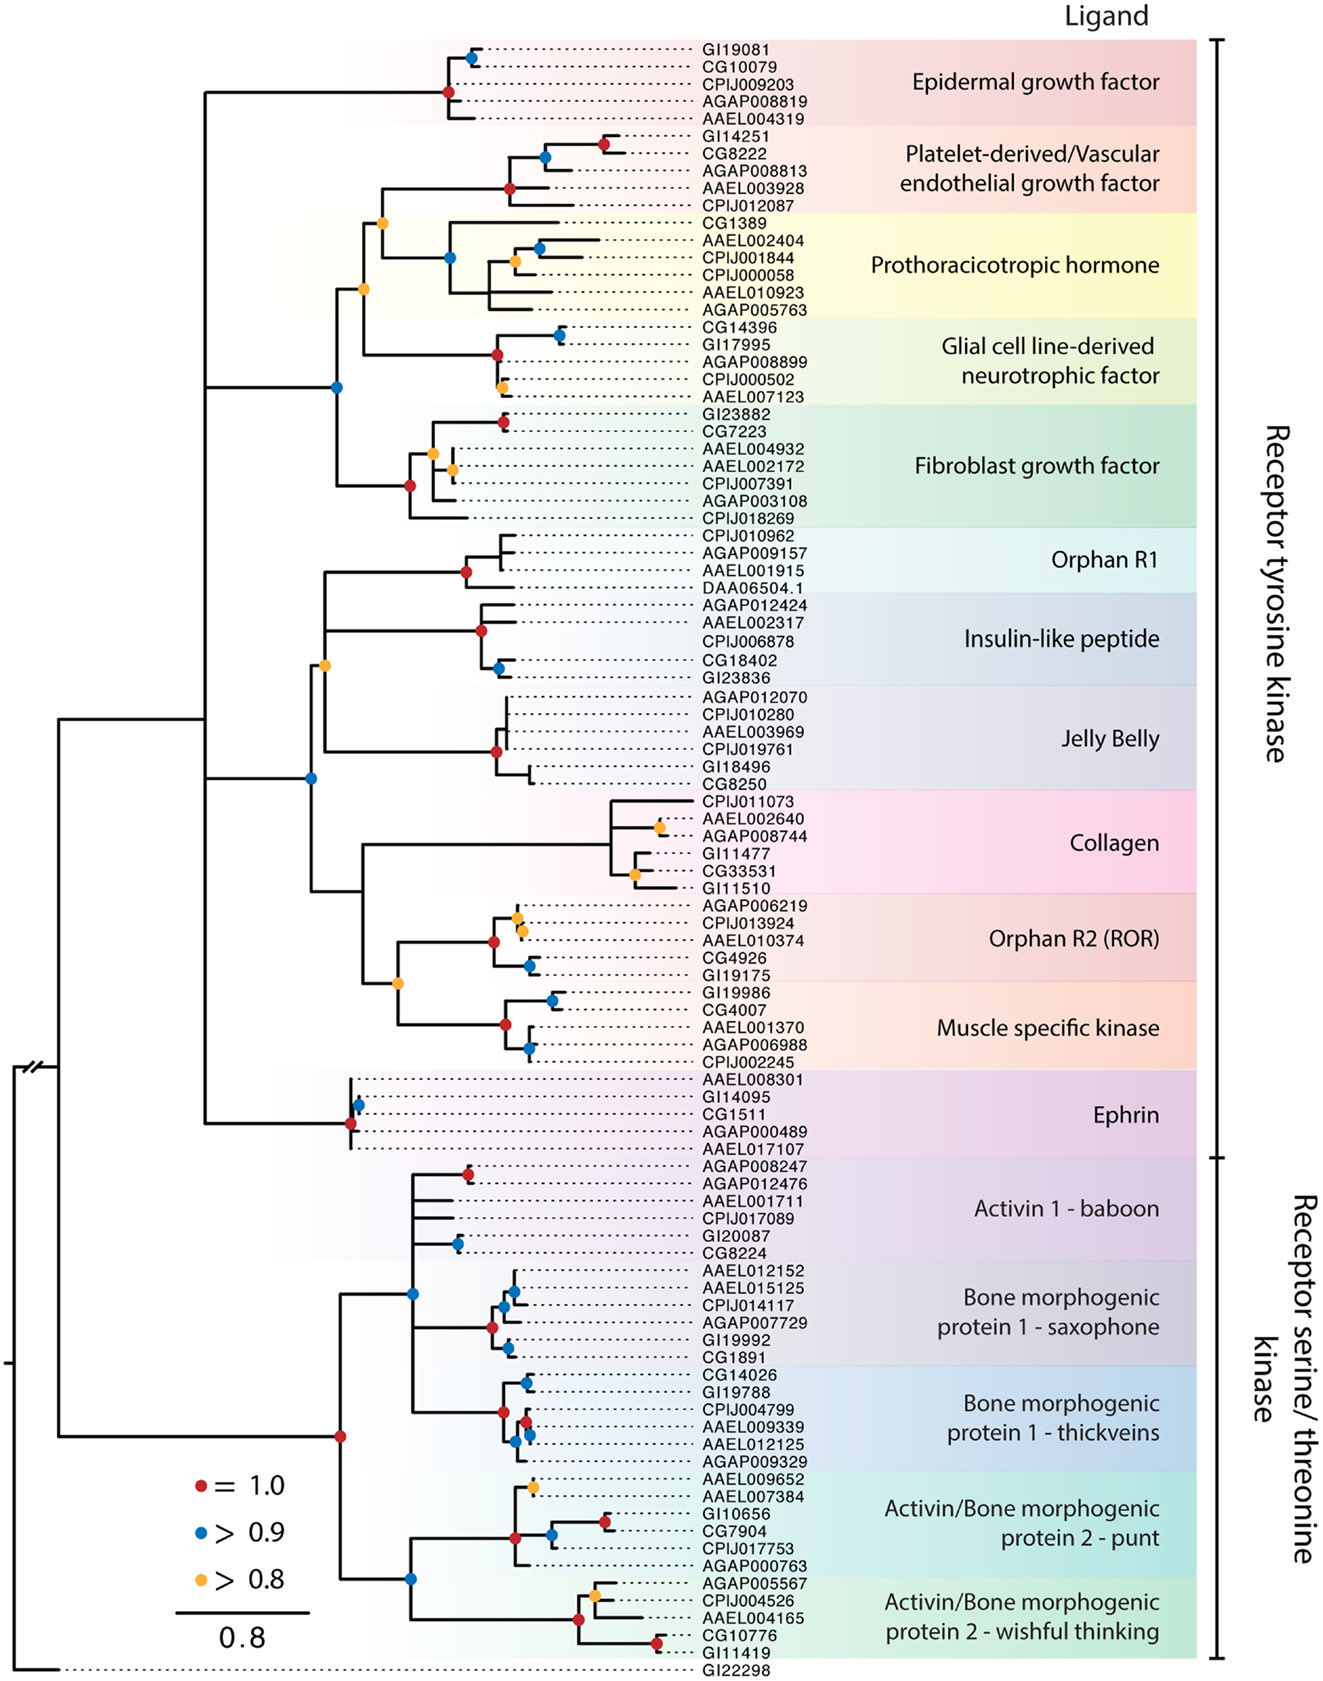 Ligand
GI19081
CG10079
CPIJ009203
AGAP008819
AAEL004319
Epidermal growth factor
GI14251
CG8222
AGAP008813
AAEL003928
CPIJ012087
Platelet-derived/Vascular
endothelial growth factor
CG1389
AAEL002404
CPIJ001844
CPIJ000058
AAEL010923
AGAP005763
Prothoracicotropic hormone
CG14396
GI17995
AGAP008899
CPIJ000502
AAEL007123
Glial cell line-derived
neurotrophic factor
GI23882
CG7223
AAEL004932
AAEL002172
CPIJ007391
AGAP003108
CPIJ018269
Fibroblast growth factor
CPIJ010962
AGAP009157
AAEL001915
DAA06504.1
Orphan R1
AGAP012424
AAEL002317
CPIJ006878
CG18402
GI23836
Insulin-like peptide
AGAP012070
CPIJ010280
AAEL003969
CPIJ019761
GI18496
CG8250
Jelly Belly
CPIJ011073
AAEL002640
AGAP008744
GI11477
CG33531
GI11510
Collagen
AGAP006219
CPIJ013924
AAEL010374
CG4926
GI19175
Orphan R2 (ROR)
GI19986
CG4007
AAEL001370
AGAP006988
CPIJ002245
Muscle specific kinase
AAEL008301
GI14095
CG1511
AGAP000489
AAEL017107
Ephrin
Receptor tyrosine kinase
AGAP008247
AGAP012476
AAEL001711
CPIJ017089
GI20087
CG8224
Activin 1 - baboon
AAEL012152
AAEL015125
CPIJ014117
AGAP007729
GI19992
CG1891
Bone morphogenic
protein 1 - saxophone
CG14026
GI19788
CPIJ004799
AAEL009339
AAEL012125
AGAP009329
Bone morphogenic
protein 1 - thickveins
AAEL009652
AAEL007384
GI10656
CG7904
CPIJ017753
AGAP000763
Activin/Bone morphogenic
protein 2 - punt
AGAP005567
CPIJ004526
AAEL004165
CG10776
GI11419
Activin/Bone morphogenic
protein 2 - wishful thinking
Receptor serine/ threonine
kinase
GI22298
= 1.0
> 0.9
> 0.8
0.8